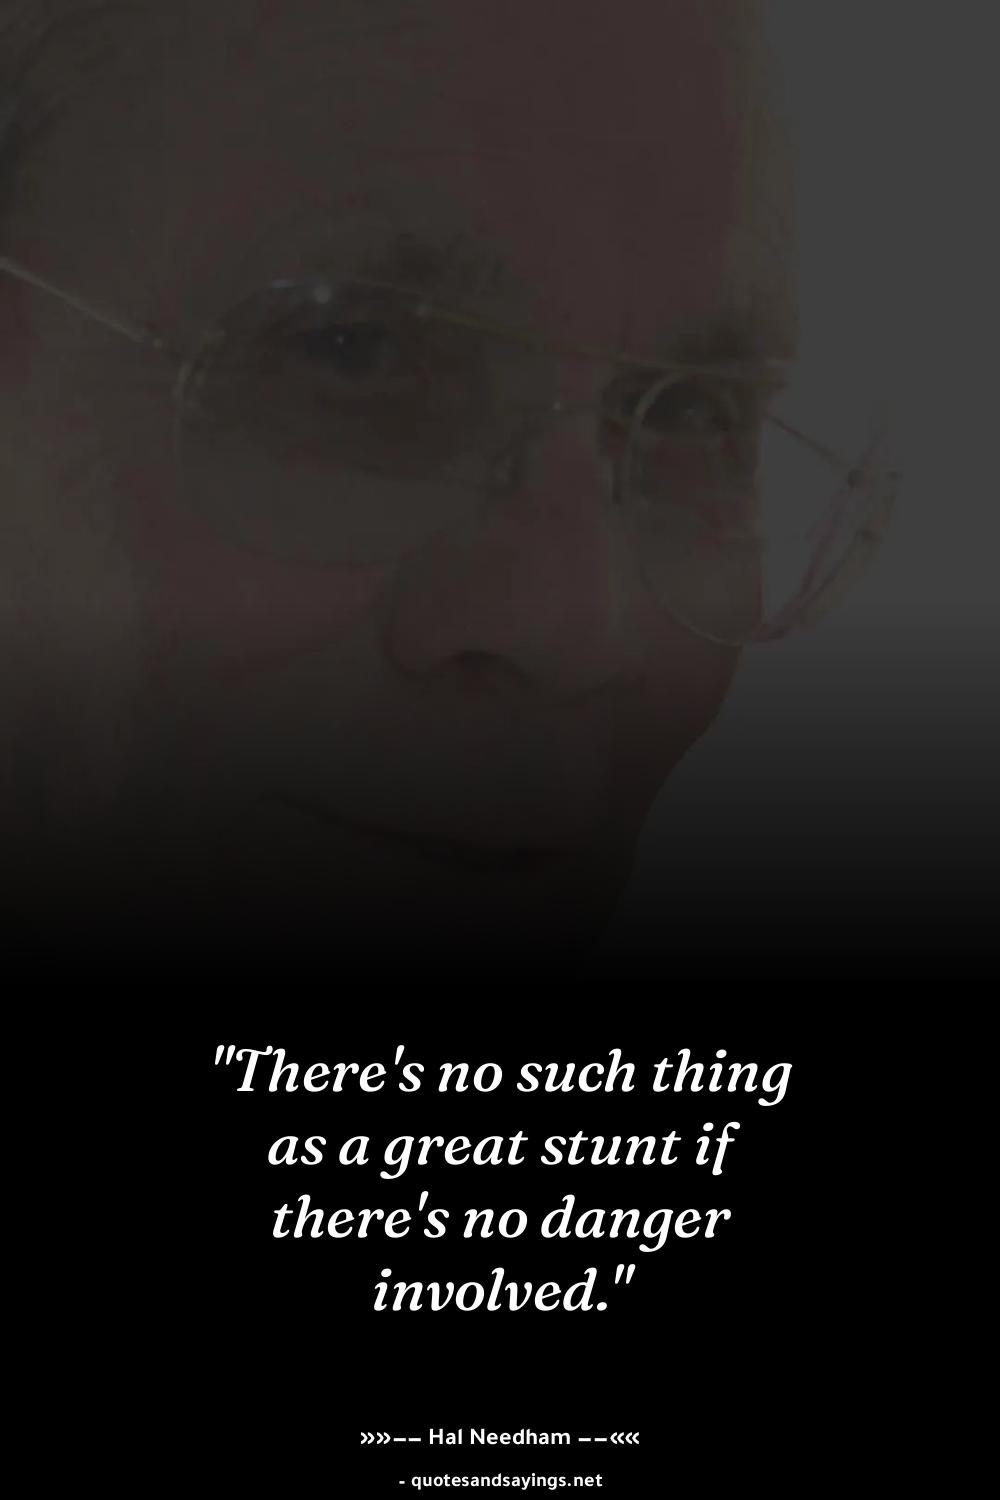 "There's no such thing
as a great stunt if
there's no danger
involved."
»»−− Hal Needham −−««
- quotesandsayings.net